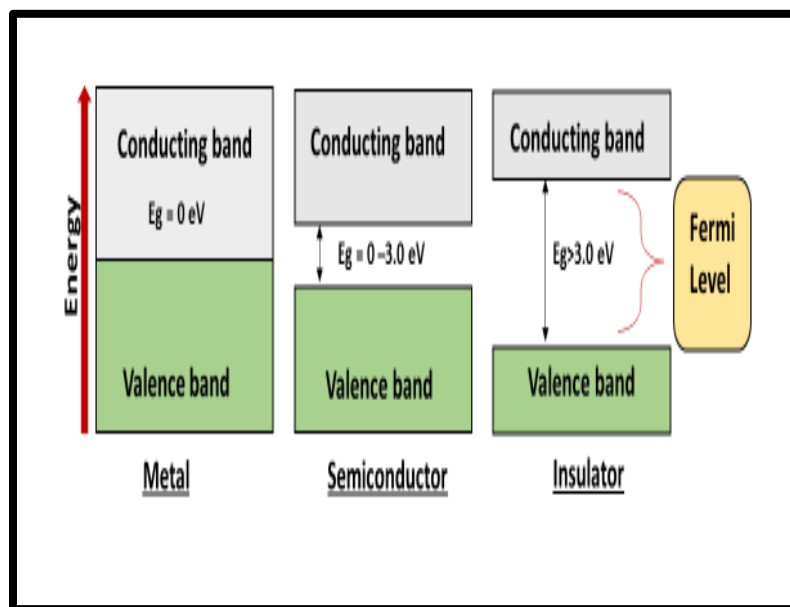 Energy
Conducting band
Eg = 0 eV
Valence band
Metal
Conducting band
Eg = 0 –3.0 eV
Valence band
Semiconductor
Conducting band
Eg>3.0 eV
Valence band
Insulator
Fermi
Level